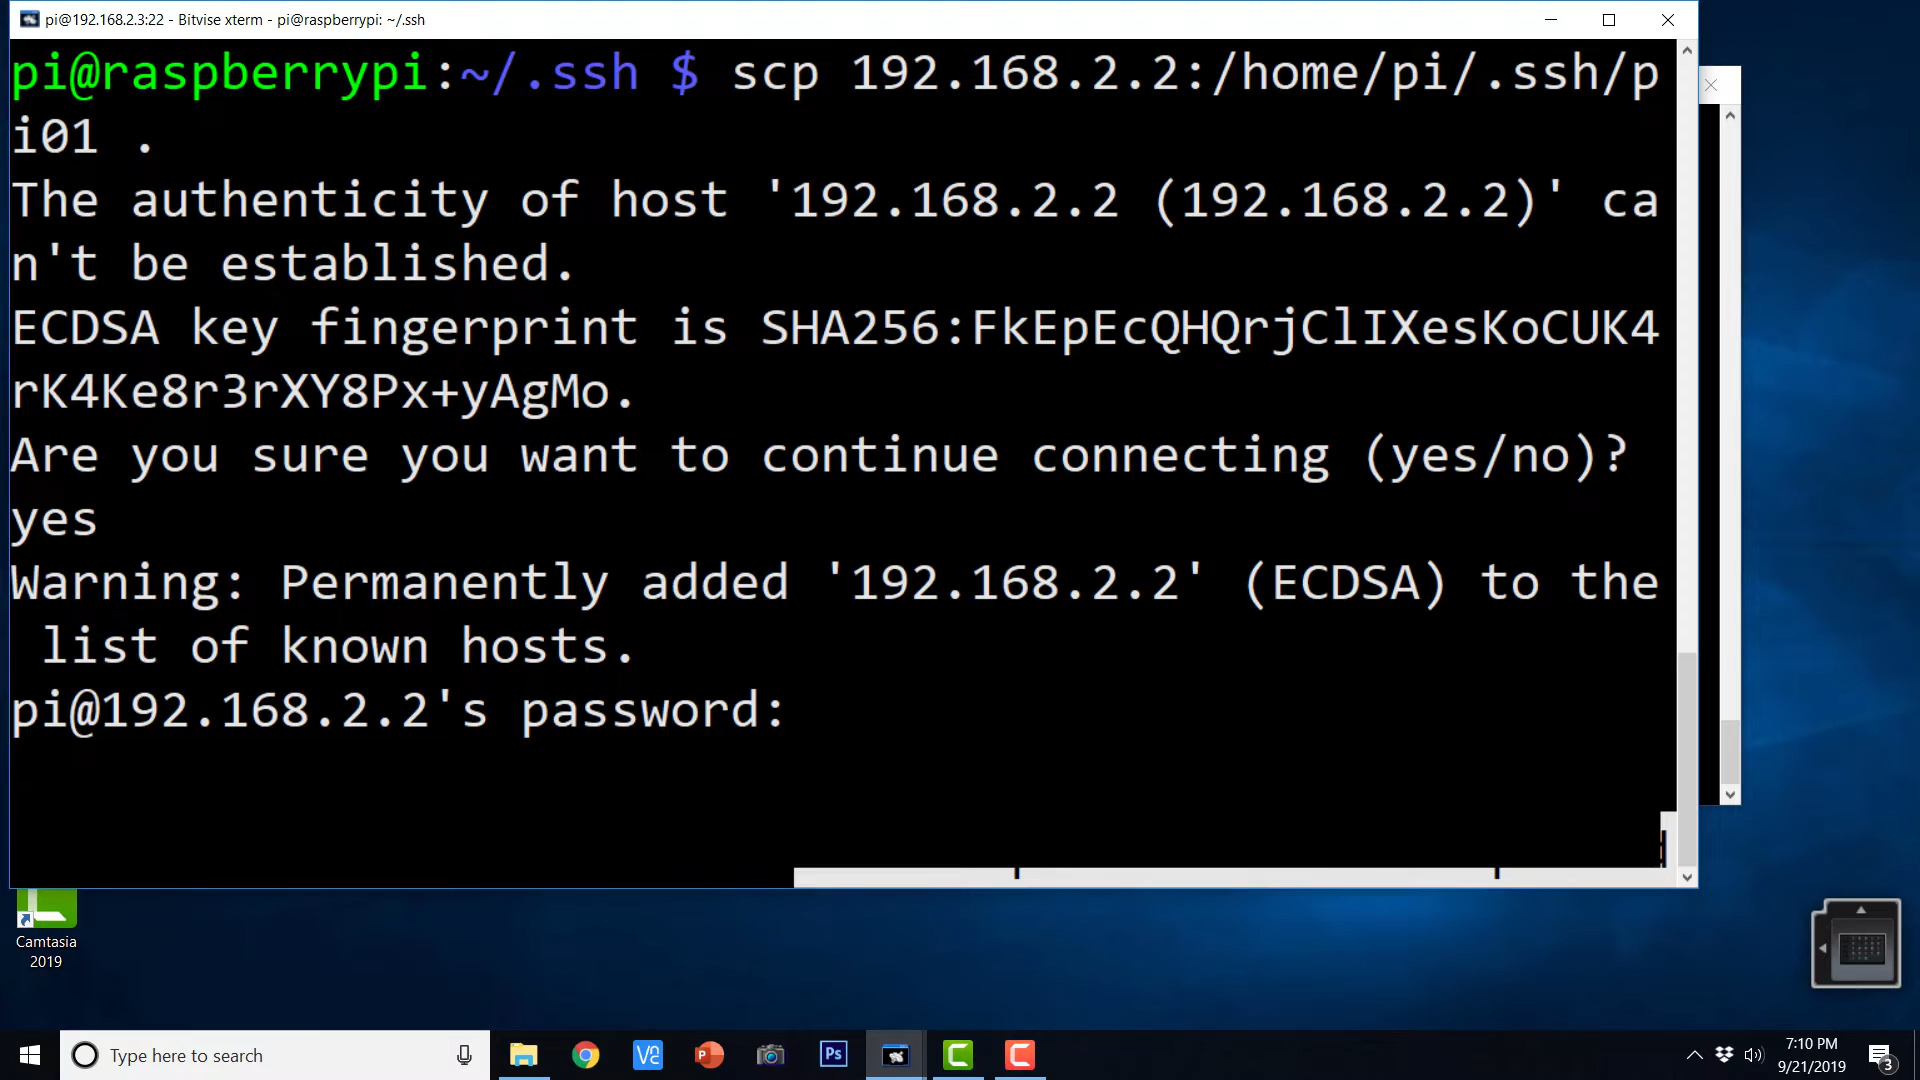 pi@192.168.2.3:22 - Bitvise xterm - pi@raspberrypi: ~/.ssh
pi@raspberrypi:~/.ssh $ scp 192.168.2.2:/home/pi/.ssh/p
i01 .
The authenticity of host '192.168.2.2 (192.168.2.2)' ca
n't be established.
ECDSA key fingerprint is SHA256:FkEpEcQHQrjClIXesKoCUK4
rK4Ke8r3rXY8Px+yAgMo.
Are you sure you want to continue connecting (yes/no)?
yes
Warning: Permanently added '192.168.2.2' (ECDSA) to the
 list of known hosts.
pi@192.168.2.2's password:
Camtasia
2019
Type here to search
Ps
7:10 PM
9/21/2019
3